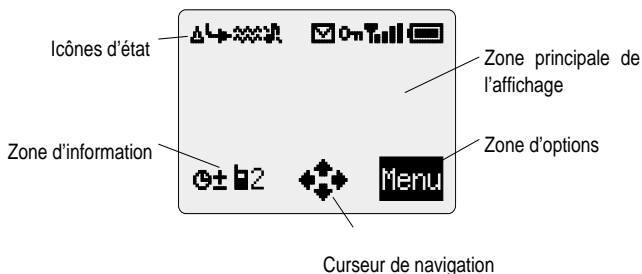 Icônes d'état
Zone principale de
l'affichage
Zone d'information
Zone d'options
2
Menu
Curseur de navigation